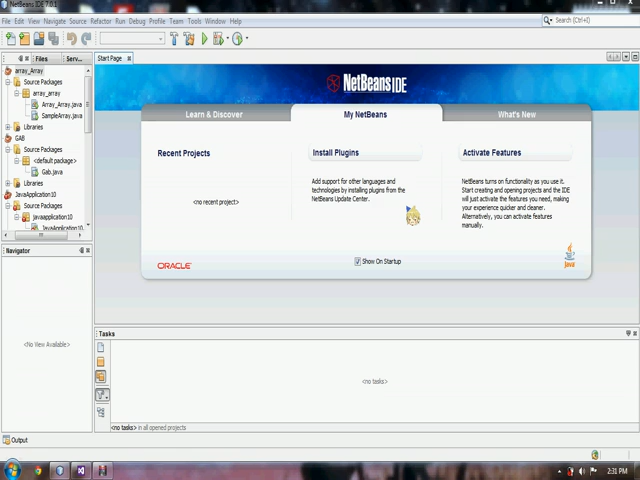 NetBeans IDE 7.0.1
File Edit View Navigate Source Refactor Run Debug Profile Team Tools Window Help
Search (Ctrl+I)
Files Serv...
Start Page
array_Array
Source Packages
array_array
Array_Array.java
SampleArray.java
Libraries
GAB
Source Packages
<default package>
Gab.java
Libraries
JavaApplication10
Source Packages
javaapplication10
JavaApplication10
NetBeans IDE
Learn & Discover
My NetBeans
What's New
Recent Projects
<no recent project>
Install Plugins
Add support for other languages and
technologies by installing plugins from the
NetBeans Update Center.
Activate Features
NetBeans turns on functionality as you use it.
Start creating and opening projects and the IDE
will just activate the features you need, making
your experience quicker and cleaner.
Alternatively, you can activate features
manually.
ORACLE
Show On Startup
Java
Navigator
<No View Available>
Tasks
<no tasks>
<no tasks> in all opened projects
Output
2:31 PM